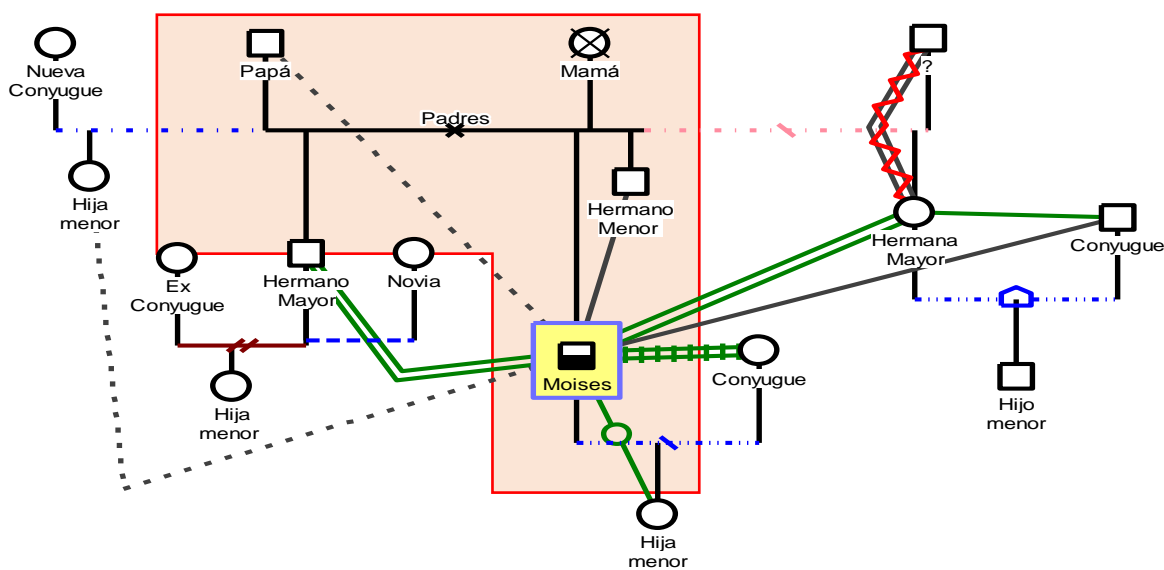 Nueva
Conyugue
Papá
Mamá
?
Padres
Hija
menor
Hermano
Menor
Hermana
Mayor
Conyugue
Ex
Conyugue
Hermano
Mayor
Novia
Moises
Conyugue
Hija
menor
Hijo
menor
Hija
menor